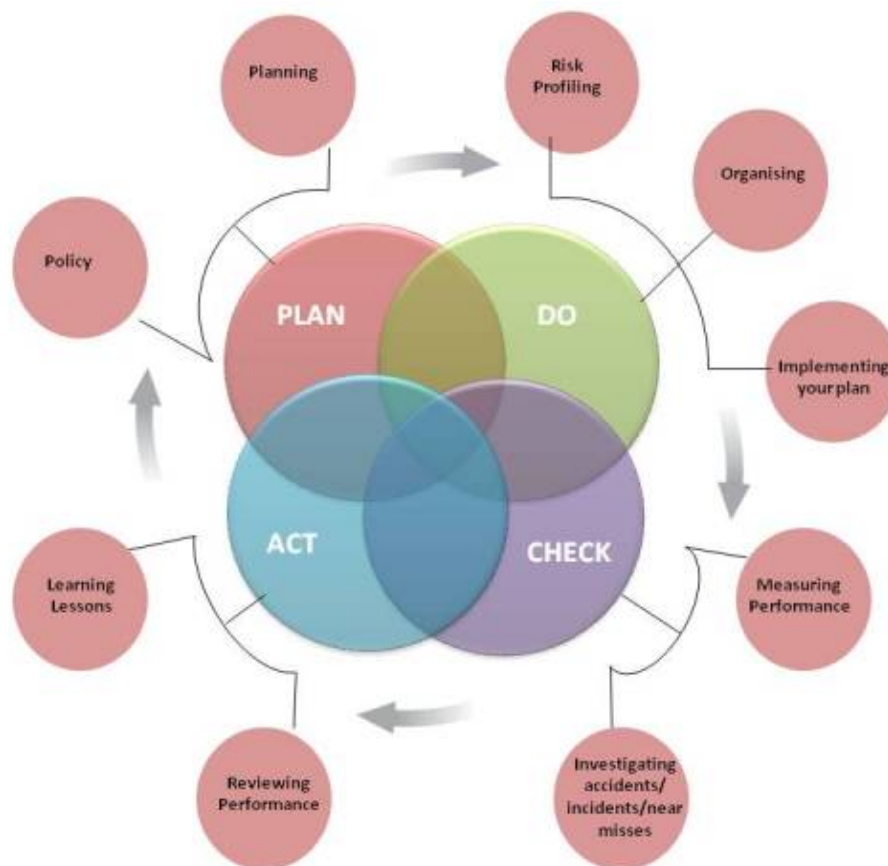 Planning
Risk
Profiling
Organising
Policy
PLAN
DO
Implementing
your plan
ACT
CHECK
Learning
Lessons
Measuring
Performance
Reviewing
Performance
Investigating
accidents/
incidents/near
misses